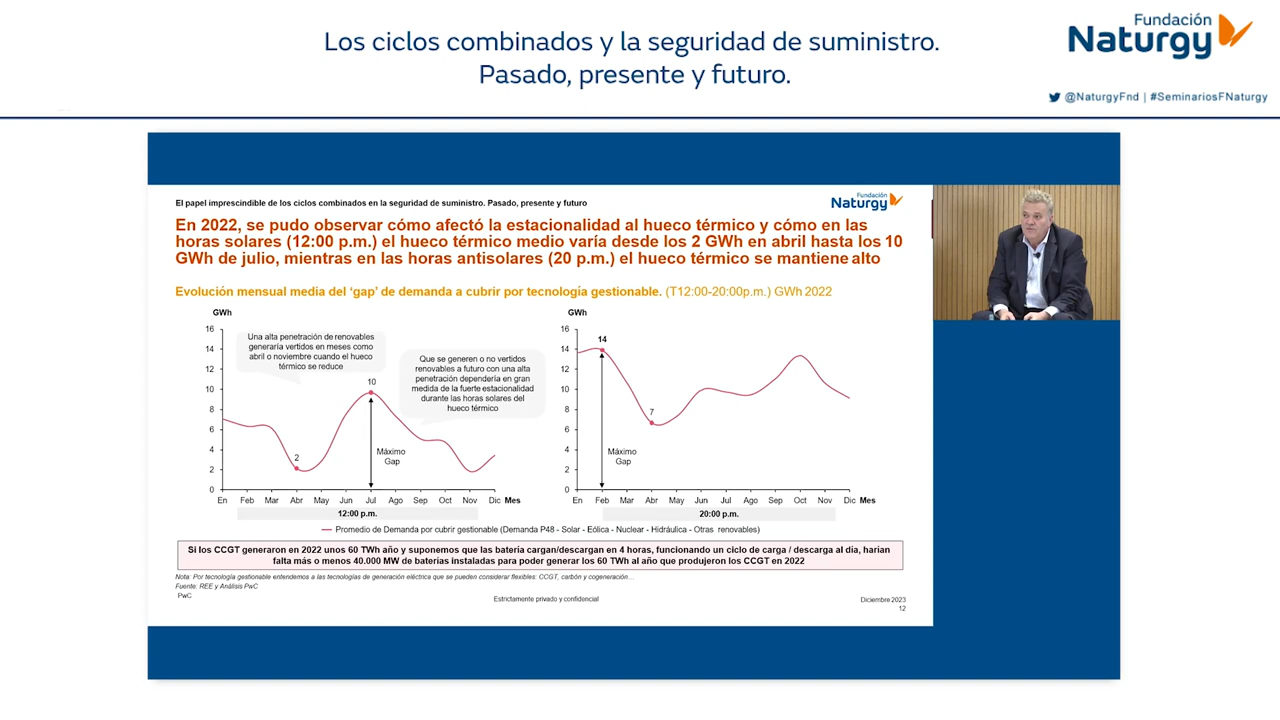 Los ciclos combinados y la seguridad de suministro.
Pasado, presente y futuro.
Fundación
Naturgy
@NaturgyFnd | #SeminariosFNaturgy
El papel imprescindible de los ciclos combinados en la seguridad de suministro. Pasado, presente y futuro
Fundación
Naturgy
En 2022, se pudo observar cómo afectó la estacionalidad al hueco térmico y cómo en las
horas solares (12:00 p.m.) el hueco térmico medio varía desde los 2 GWh en abril hasta los 10
GWh de julio, mientras en las horas antisolares (20 p.m.) el hueco térmico se mantiene alto
Evolución mensual media del 'gap' de demanda a cubrir por tecnología gestionable. (T12:00-20:00p.m.) GWh 2022
GWh
16
14
12
10
8
6
4
2
0
Una alta penetración de renovables
generaría vertidos en meses como
abril o noviembre cuando el hueco
térmico se reduce
Que se generen o no vertidos
renovables a futuro con una alta
penetración dependería en gran
medida de la fuerte estacionalidad
durante las horas solares del
hueco térmico
10
2
Máximo
Gap
En Feb Mar Abr May Jun Jul Ago Sep Oct Nov Dic Mes
12:00 p.m.
GWh
16
14
12
10
8
6
4
2
0
14
7
Máximo
Gap
En Feb Mar Abr May Jun Jul Ago Sep Oct Nov Dic Mes
20:00 p.m.
Promedio de Demanda por cubrir gestionable (Demanda P48 - Solar - Eólica - Nuclear - Hidráulica - Otras renovables)
Si los CCGT generaron en 2022 unos 60 TWh año y suponemos que las batería cargan/descargan en 4 horas, funcionando un ciclo de carga / descarga al día, harían
falta más o menos 40.000 MW de baterías instaladas para poder generar los 60 TWh al año que produjeron los CCGT en 2022
Nota: Por tecnología gestionable entendemos a las tecnologías de generación eléctrica que se pueden considerar flexibles: CCGT, carbón y cogeneración...
Fuente: REE y Análisis PwC
PwC
Estrictamente privado y confidencial
Diciembre 2023
12